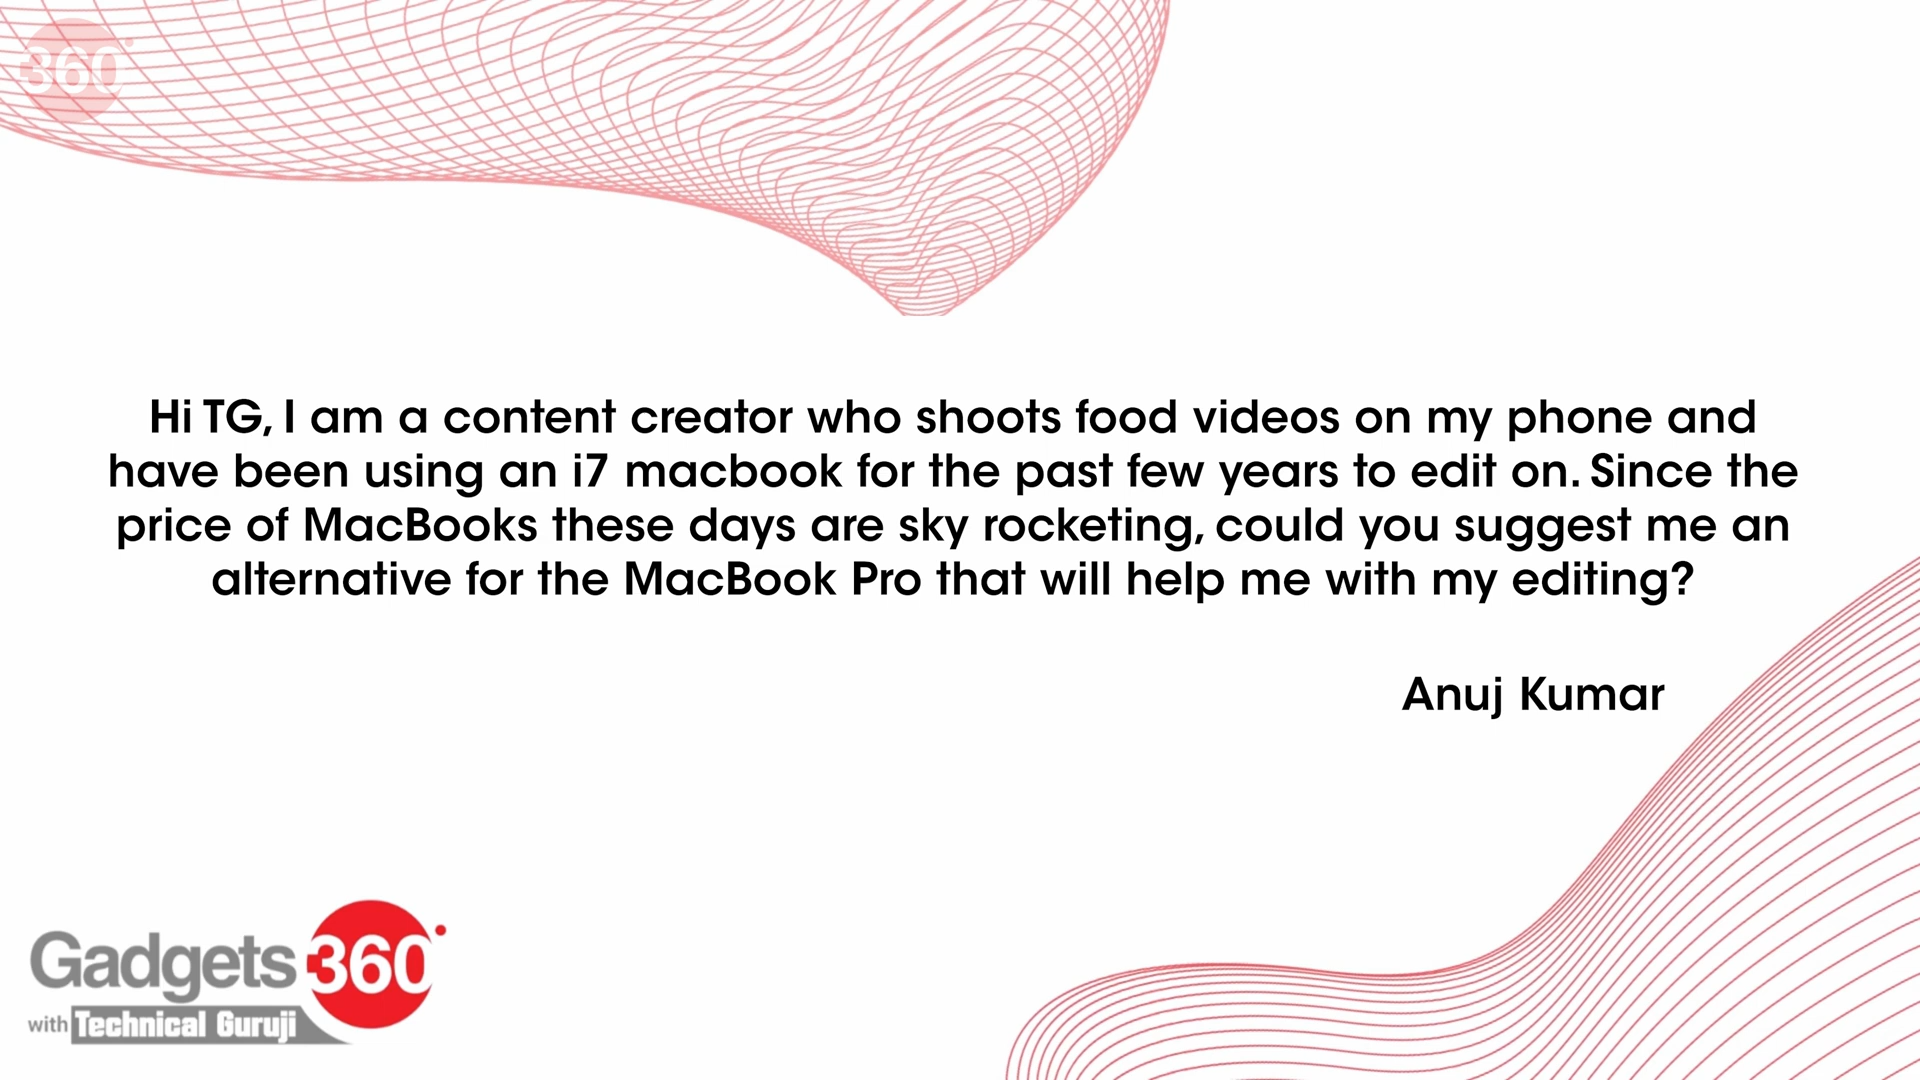 360
Hi TG, I am a content creator who shoots food videos on my phone and
have been using an i7 macbook for the past few years to edit on. Since the
price of MacBooks these days are sky rocketing, could you suggest me an
alternative for the MacBook Pro that will help me with my editing?
Anuj Kumar
Gadgets 360°
with Technical Guruji